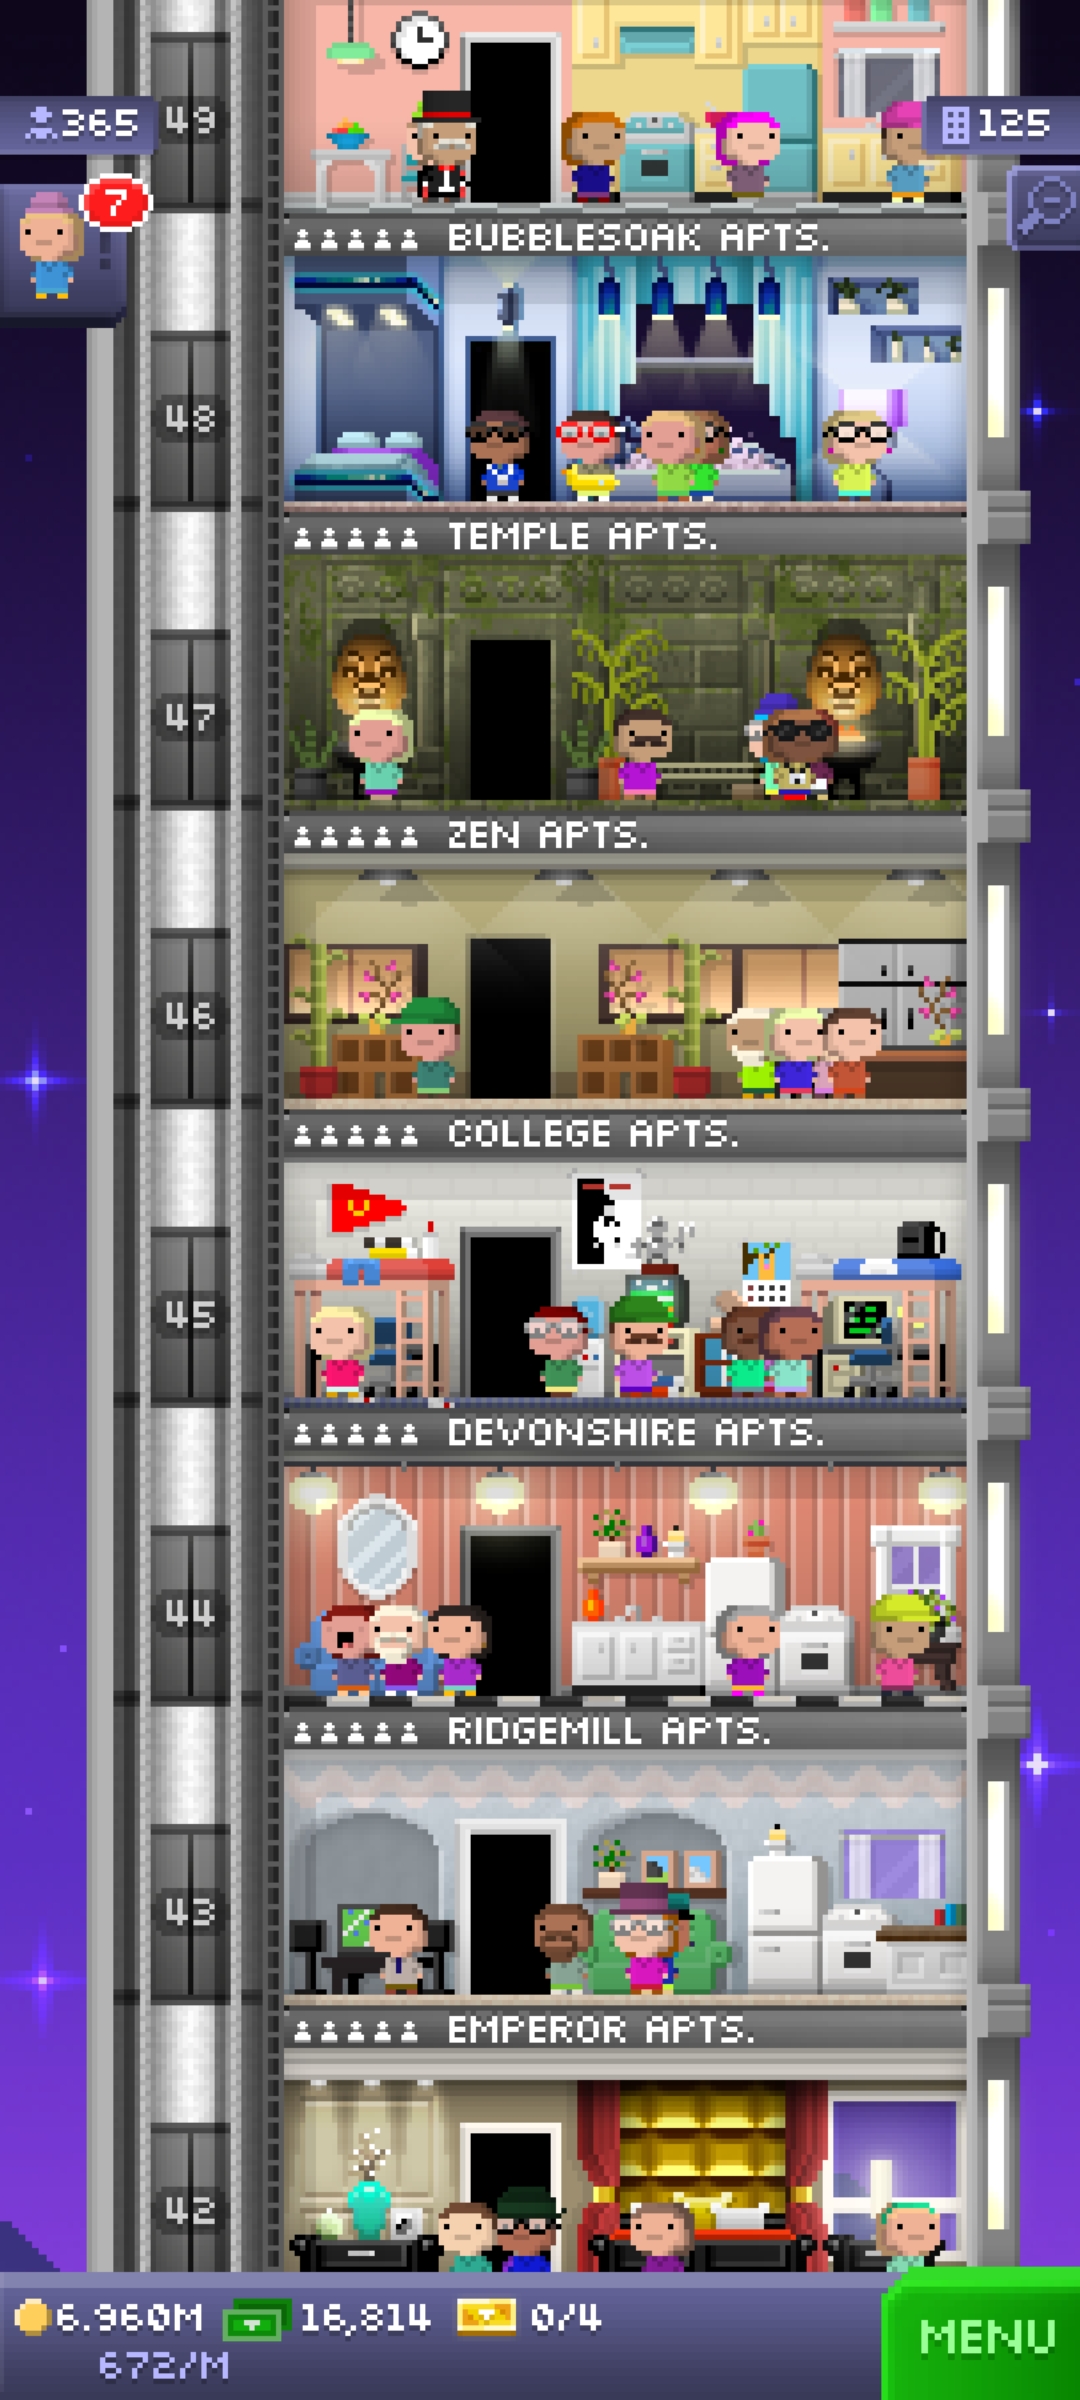 49
365
125
7
BUBBLESOAK APTS.
48
TEMPLE APTS.
47
ZEN APTS.
46
COLLEGE APTS.
45
DEVONSHIRE APTS.
44
RIDGEMILL APTS.
43
EMPEROR APTS.
42
6.960M 16,814 0/4
672/M
MENU